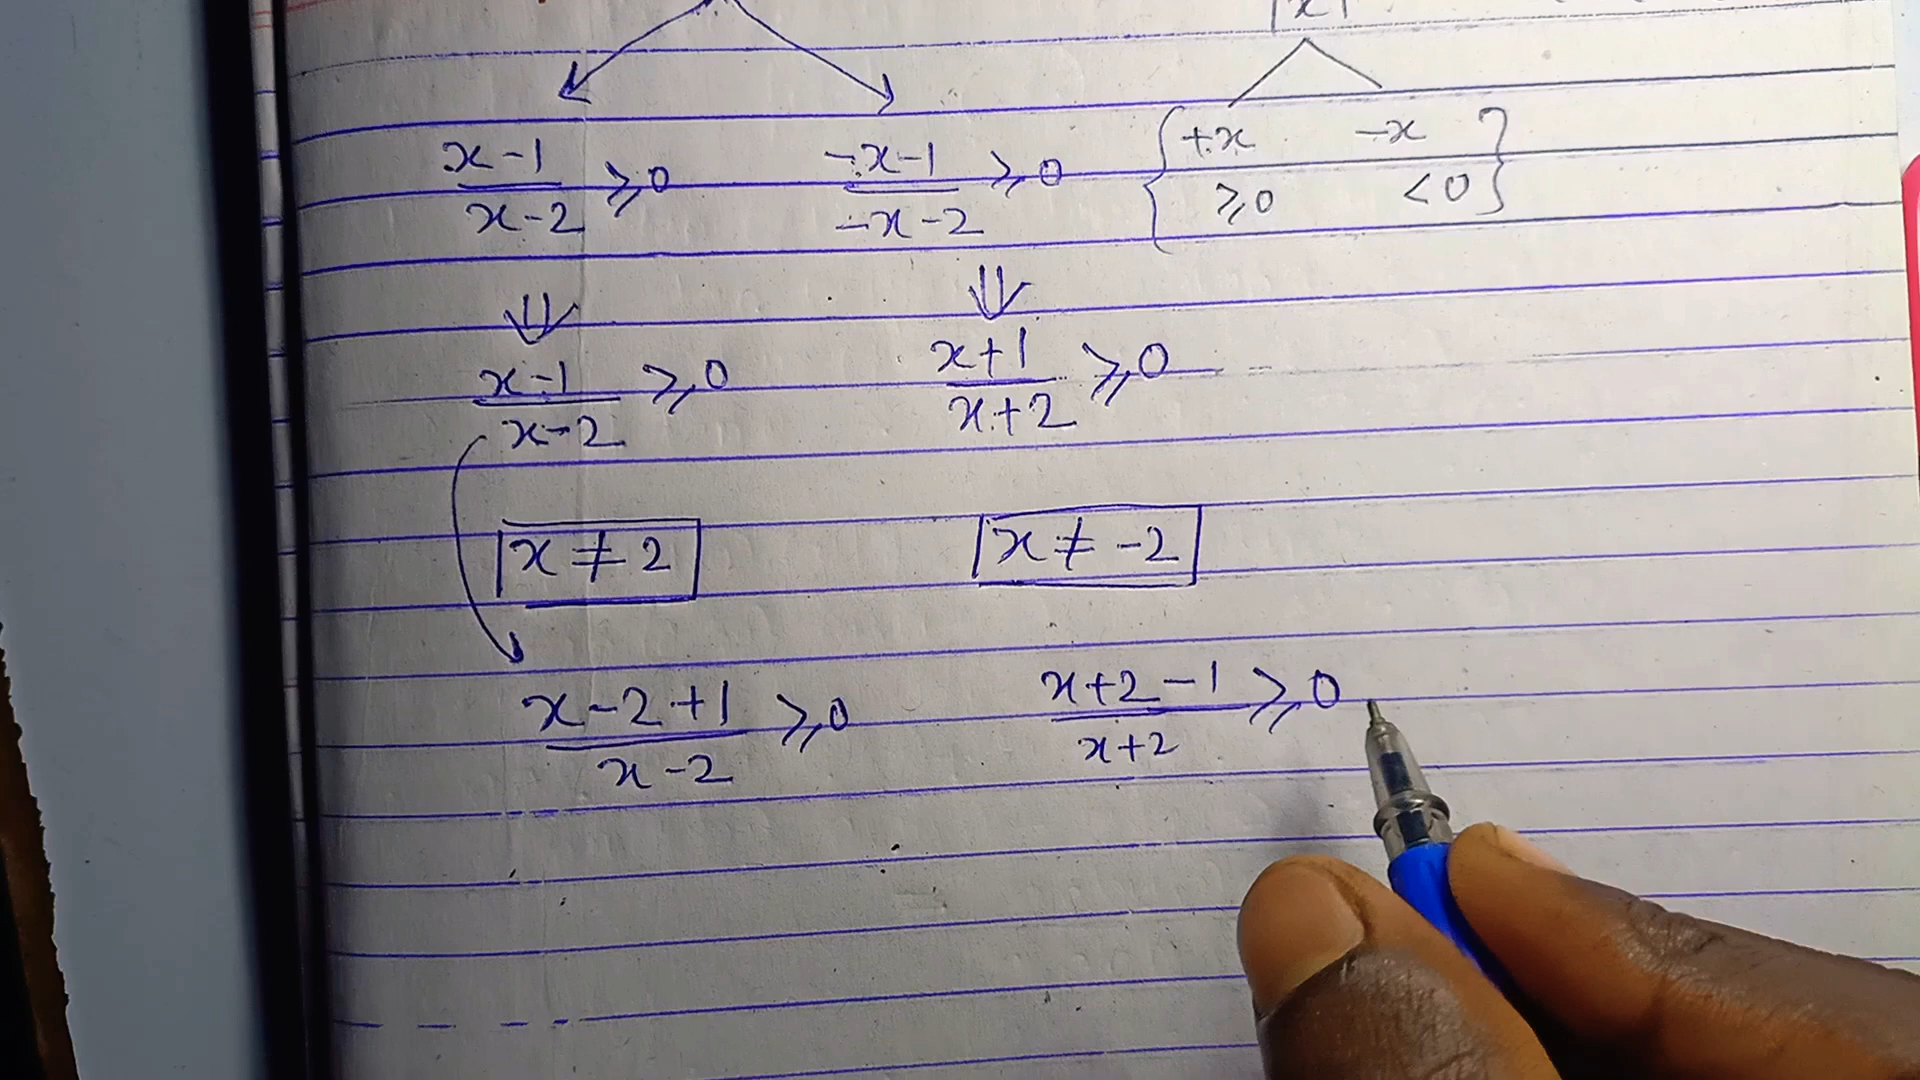 |x|
(x-1)/(x-2) ⩾0 (-x-1)/(-x-2) ⩾0 { +x -x }
{ ⩾0 <0 }
⇓ ⇓
(x-1)/(x-2) ⩾0 (x+1)/(x+2) ⩾0
x ≠ 2 x ≠ -2
(x-2+1)/(x-2) ⩾0 (x+2-1)/(x+2) ⩾0